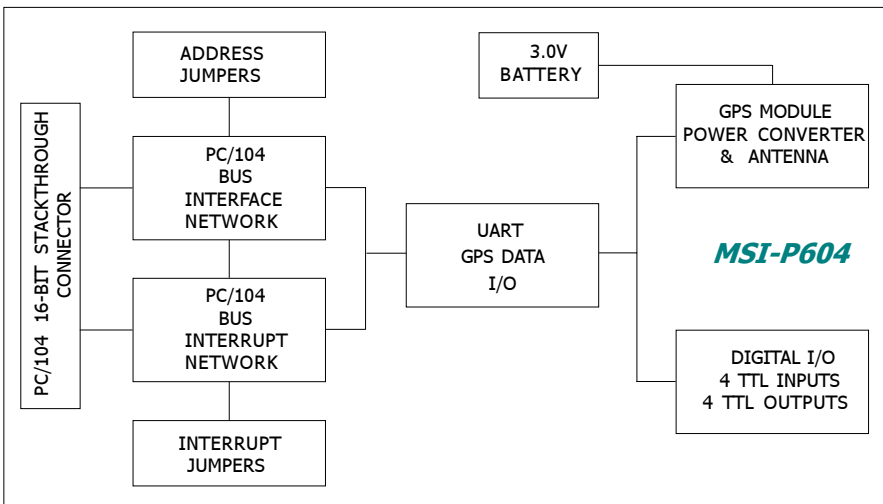 ADDRESS
JUMPERS
3.0V
BATTERY
GPS MODULE
POWER CONVERTER
& ANTENNA
PC/104 16-BIT STACKTHROUGH
CONNECTOR
PC/104
BUS
INTERFACE
NETWORK
UART
GPS DATA
I/O
MSI-P604
PC/104
BUS
INTERRUPT
NETWORK
DIGITAL I/O
4 TTL INPUTS
4 TTL OUTPUTS
INTERRUPT
JUMPERS